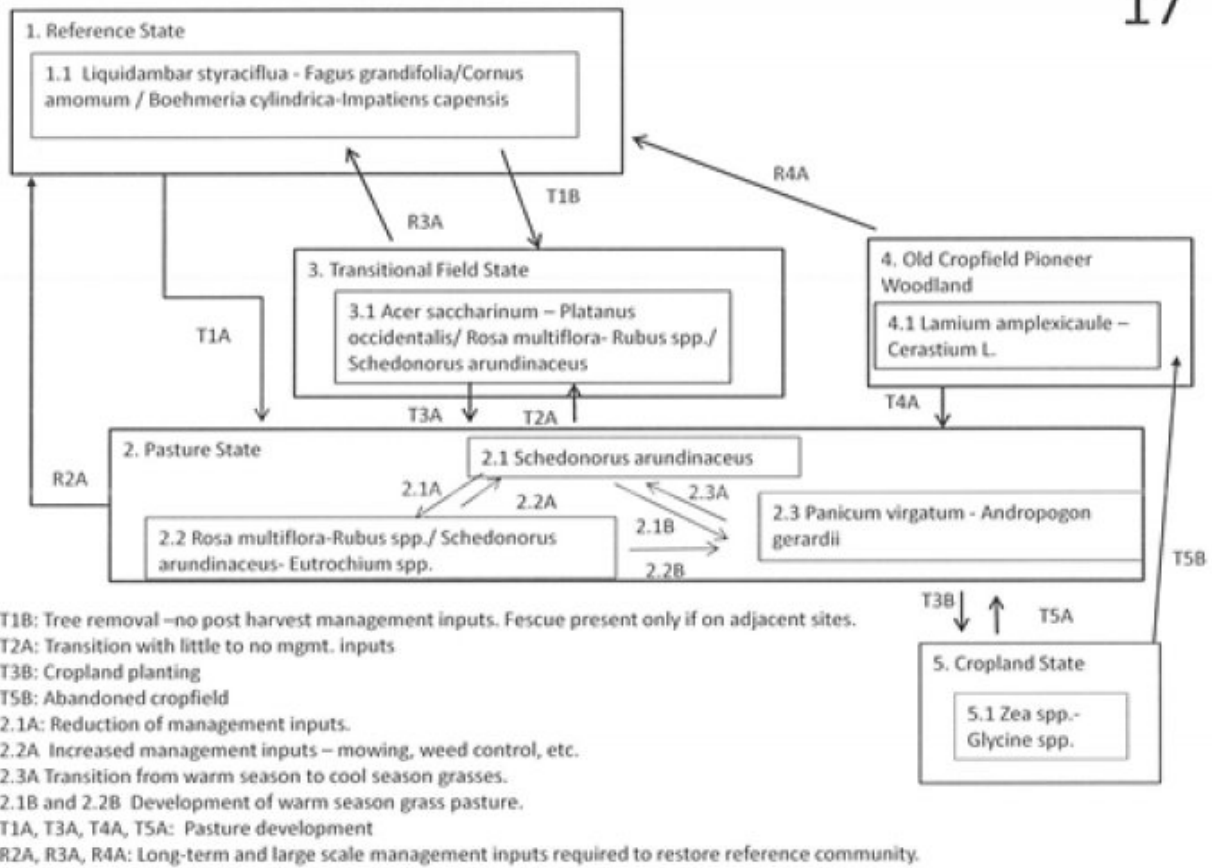 17
1. Reference State
1.1 Liquidambar styraciflua - Fagus grandifolia/Cornus
amomum / Boehmeria cylindrica-Impatiens capensis
R4A
T1B
R3A
3. Transitional Field State
3.1 Acer saccharinum – Platanus
occidentalis/ Rosa multiflora- Rubus spp./
Schedonorus arundinaceus
4. Old Cropfield Pioneer
Woodland
4.1 Lamium amplexicaule –
Cerastium L.
T1A
T3A
T2A
T4A
2. Pasture State
2.1 Schedonorus arundinaceus
R2A
2.1A
2.2A
2.3A
2.1B
2.2 Rosa multiflora-Rubus spp./ Schedonorus
arundinaceus- Eutrochium spp.
2.3 Panicum virgatum - Andropogon
gerardii
2.2B
T5B
T3B
T5A
5. Cropland State
5.1 Zea spp.-
Glycine spp.
T1B: Tree removal –no post harvest management inputs. Fescue present only if on adjacent sites.
T2A: Transition with little to no mgmt. inputs
T3B: Cropland planting
T5B: Abandoned cropfield
2.1A: Reduction of management inputs.
2.2A Increased management inputs – mowing, weed control, etc.
2.3A Transition from warm season to cool season grasses.
2.1B and 2.2B Development of warm season grass pasture.
T1A, T3A, T4A, T5A: Pasture development
R2A, R3A, R4A: Long-term and large scale management inputs required to restore reference community.